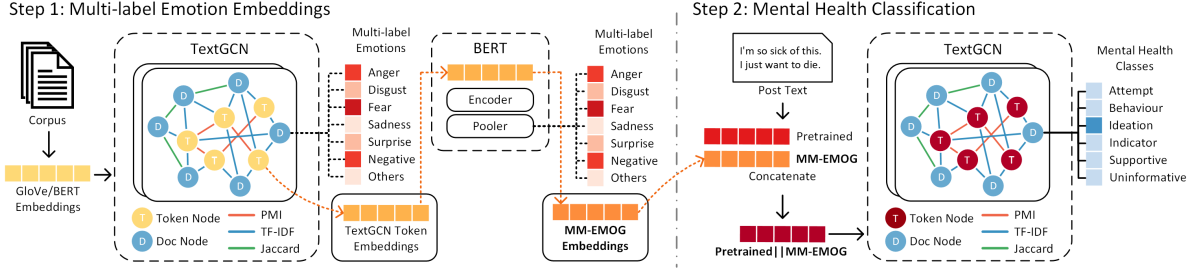 Step 1: Multi-label Emotion Embeddings
Corpus
GloVe/BERT
Embeddings
TextGCN
D
D
D
T
T
D
D
T
T
T
D
D
T
Token Node
D
Doc Node
PMI
TF-IDF
Jaccard
Multi-label
Emotions
Anger
Disgust
Fear
Sadness
Surprise
Negative
Others
TextGCN Token
Embeddings
BERT
Encoder
Pooler
Multi-label
Emotions
Anger
Disgust
Fear
Sadness
Surprise
Negative
Others
MM-EMOG
Embeddings
Step 2: Mental Health Classification
I'm so sick of this.
I just want to die.
Post Text
Pretrained
MM-EMOG
Concatenate
Pretrained||MM-EMOG
TextGCN
D
D
D
T
T
D
D
T
T
T
D
D
T
Token Node
D
Doc Node
PMI
TF-IDF
Jaccard
Mental Health
Classes
Attempt
Behaviour
Ideation
Indicator
Supportive
Uninformative